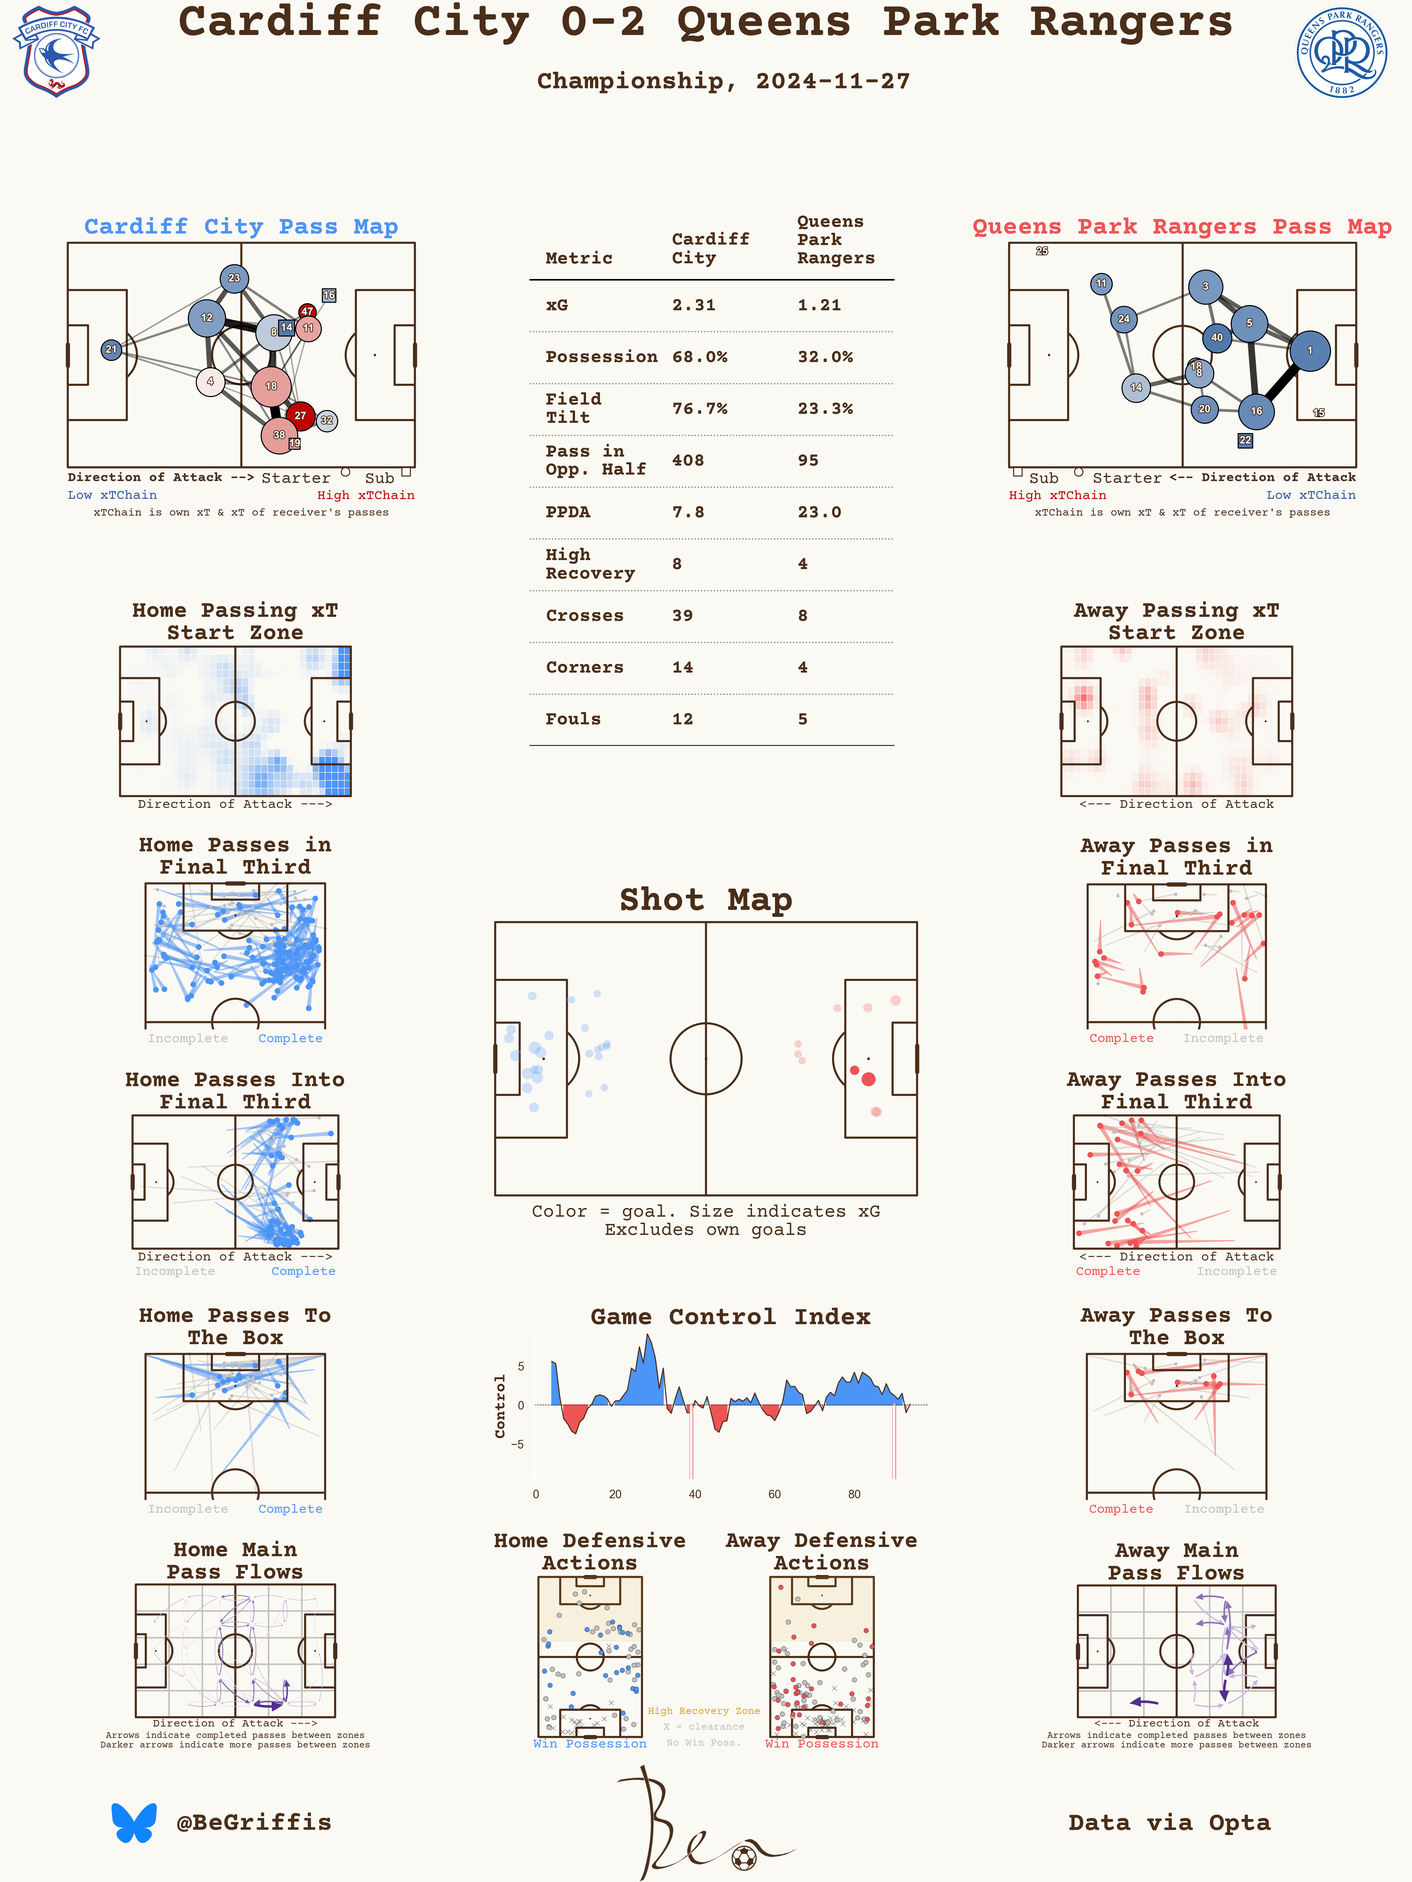 Cardiff City 0-2 Queens Park Rangers
Championship, 2024-11-27
CARDIFF CITY FC
QUEENS PARK RANGERS
QPR
1882
Cardiff City Pass Map
23
16
47
12
14
8
11
21
4
18
27
32
38
19
Direction of Attack --> Starter Sub
Low xTChain High xTChain
xTChain is own xT & xT of receiver's passes
Metric Cardiff City Queens Park Rangers
xG 2.31 1.21
Possession 68.0% 32.0%
Field Tilt 76.7% 23.3%
Pass in Opp. Half 408 95
PPDA 7.8 23.0
High Recovery 8 4
Crosses 39 8
Corners 14 4
Fouls 12 5
Queens Park Rangers Pass Map
25
11
3
24
5
40
1
18
8
14
20
16
15
22
Sub Starter <-- Direction of Attack
High xTChain Low xTChain
xTChain is own xT & xT of receiver's passes
Home Passing xT
Start Zone
Direction of Attack --->
Away Passing xT
Start Zone
<--- Direction of Attack
Home Passes in
Final Third
Incomplete Complete
Away Passes in
Final Third
Complete Incomplete
Shot Map
Color = goal. Size indicates xG
Excludes own goals
Home Passes Into
Final Third
Direction of Attack --->
Incomplete Complete
Away Passes Into
Final Third
<--- Direction of Attack
Complete Incomplete
Home Passes To
The Box
Incomplete Complete
Game Control Index
Control
5
0
−5
0 20 40 60 80
Away Passes To
The Box
Complete Incomplete
Home Main
Pass Flows
Direction of Attack --->
Arrows indicate completed passes between zones
Darker arrows indicate more passes between zones
Home Defensive
Actions
Win Possession
High Recovery Zone
X = clearance
No Win Poss.
Away Defensive
Actions
Win Possession
Away Main
Pass Flows
<--- Direction of Attack
Arrows indicate completed passes between zones
Darker arrows indicate more passes between zones
@BeGriffis
Ben
Data via Opta